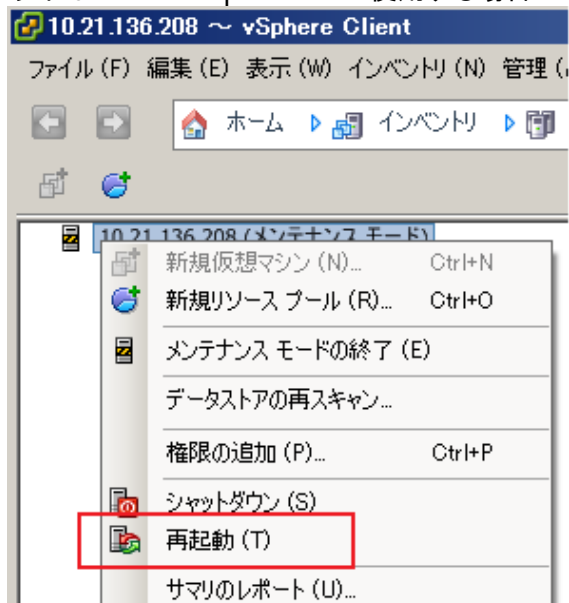 10.21.136.208 ～ vSphere Client
ファイル (F) 編集 (E) 表示 (W) インベントリ (N) 管理 (
ホーム インベントリ
10.21.136.208 (メンテナンス モード)
新規仮想マシン (N)... Ctrl+N
新規リソース プール (R)... Ctrl+O
メンテナンス モードの終了 (E)
データストアの再スキャン...
権限の追加 (P)... Ctrl+P
シャットダウン (S)
再起動 (T)
サマリのレポート (U)...